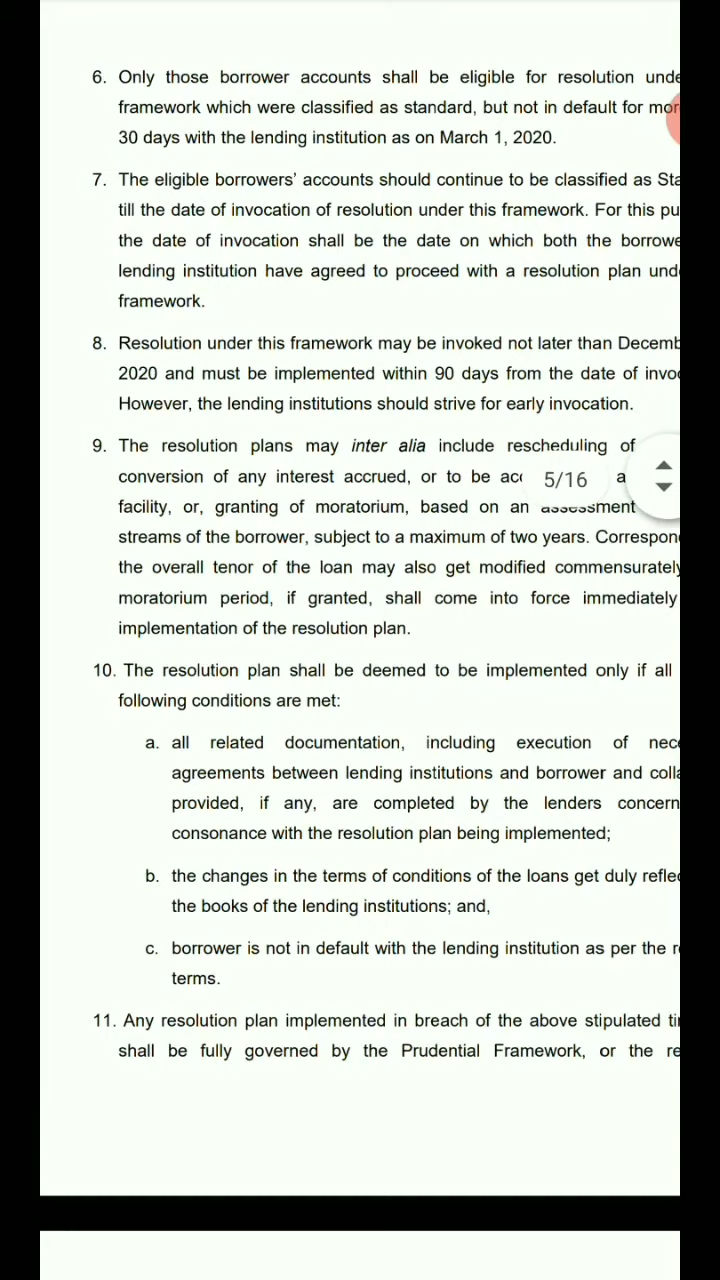 6. Only those borrower accounts shall be eligible for resolution unde
framework which were classified as standard, but not in default for mor
30 days with the lending institution as on March 1, 2020.
7. The eligible borrowers' accounts should continue to be classified as Sta
till the date of invocation of resolution under this framework. For this pu
the date of invocation shall be the date on which both the borrowe
lending institution have agreed to proceed with a resolution plan und
framework.
8. Resolution under this framework may be invoked not later than Decemb
2020 and must be implemented within 90 days from the date of invoc
However, the lending institutions should strive for early invocation.
9. The resolution plans may inter alia include rescheduling of
conversion of any interest accrued, or to be acc 5/16 a
facility, or, granting of moratorium, based on an assessment
streams of the borrower, subject to a maximum of two years. Correspon
the overall tenor of the loan may also get modified commensurately
moratorium period, if granted, shall come into force immediately
implementation of the resolution plan.
10. The resolution plan shall be deemed to be implemented only if all
following conditions are met:
a. all related documentation, including execution of nece
agreements between lending institutions and borrower and colla
provided, if any, are completed by the lenders concern
consonance with the resolution plan being implemented;
b. the changes in the terms of conditions of the loans get duly reflec
the books of the lending institutions; and,
c. borrower is not in default with the lending institution as per the r
terms.
11. Any resolution plan implemented in breach of the above stipulated ti
shall be fully governed by the Prudential Framework, or the re